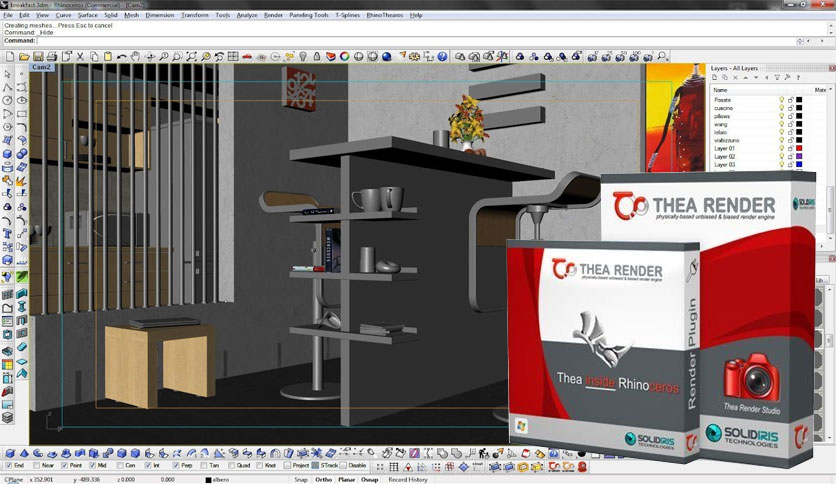 breakfast.3dm - Rhinoceros (Commercial) - [Cam2]
File Edit View Curve Surface Solid Mesh Dimension Transform Tools Analyze Render Paneling Tools T-Splines RhinoThearos Help
Creating meshes... Press Esc to cancel
Command: _Hide
Command:
Cam2
Layers - All Layers
Name Mate
Posate
cuscino
pillows
wang
telaio
Layer 01
Layer 02
Layer 03
THEA RENDER
physically-based unbiased & biased render engine
SOLIDIRIS
THEA RENDER
physically-based unbiased & biased render engine
Lib
Render Plugin
Thea inside Rhinoceros
Thea Render Studio
SOLIDIRIS
TECHNOLOGIES
SOLIDIRIS
TECHNOLOGIES
End Near Point Mid Cen Int Perp Tan Quad Knot Project STrack Disable
CPlane x 352.901 y -489.336 z 0.000 0.000 albero Snap Ortho Planar Osnap Record History